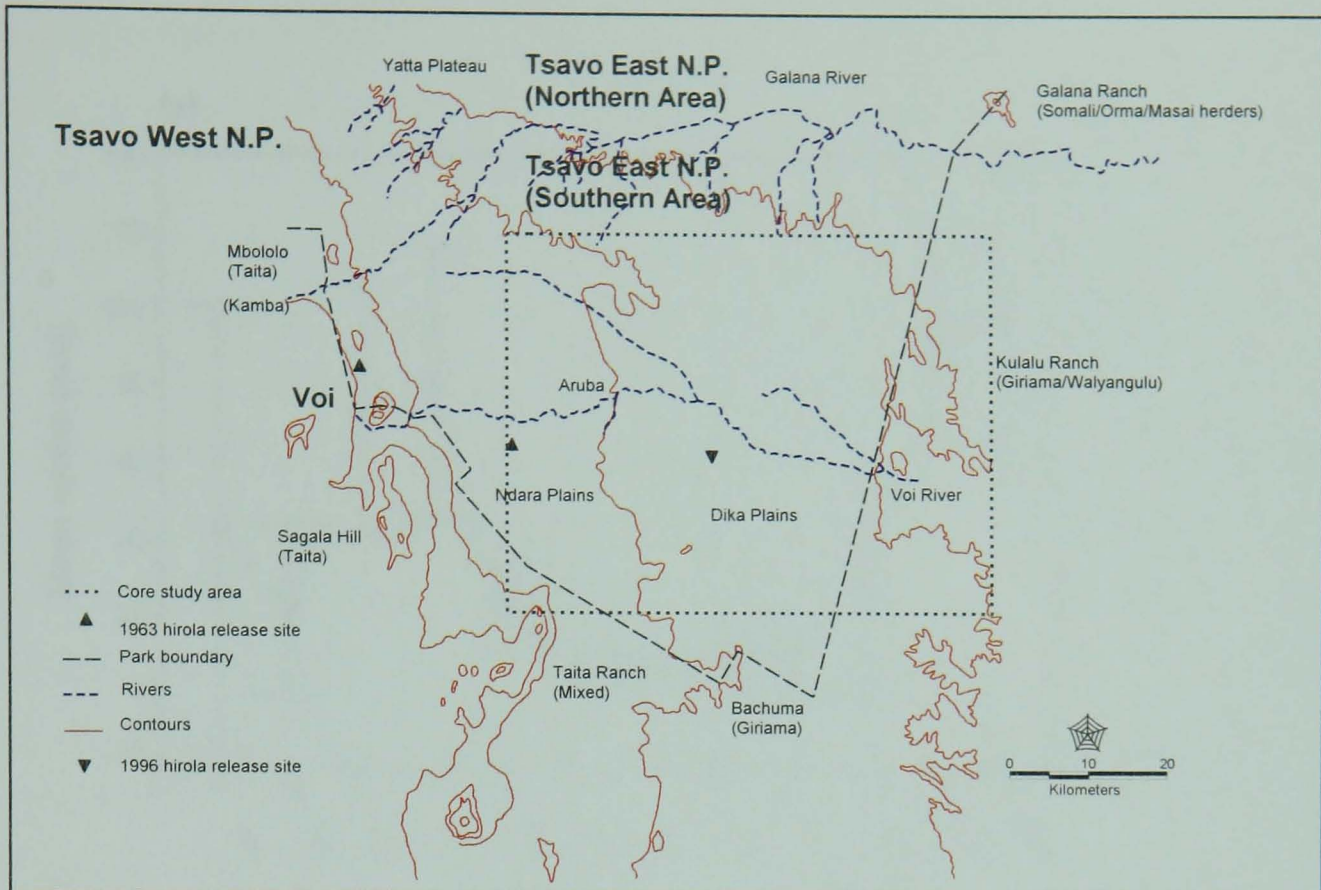 Yatta Plateau
Tsavo East N.P.
(Northern Area)
Galana River
Galana Ranch
(Somali/Orma/Masai herders)
Tsavo West N.P.
Tsavo East N.P.
(Southern Area)
Mbololo
(Taita)
(Kamba)
Kulalu Ranch
(Giriama/Walyangulu)
Aruba
Voi
Ndara Plains
Dika Plains
Voi River
Sagala Hill
(Taita)
Core study area
1963 hirola release site
Park boundary
Rivers
Contours
1996 hirola release site
Taita Ranch
(Mixed)
Bachuma
(Giriama)
0 10 20
Kilometers